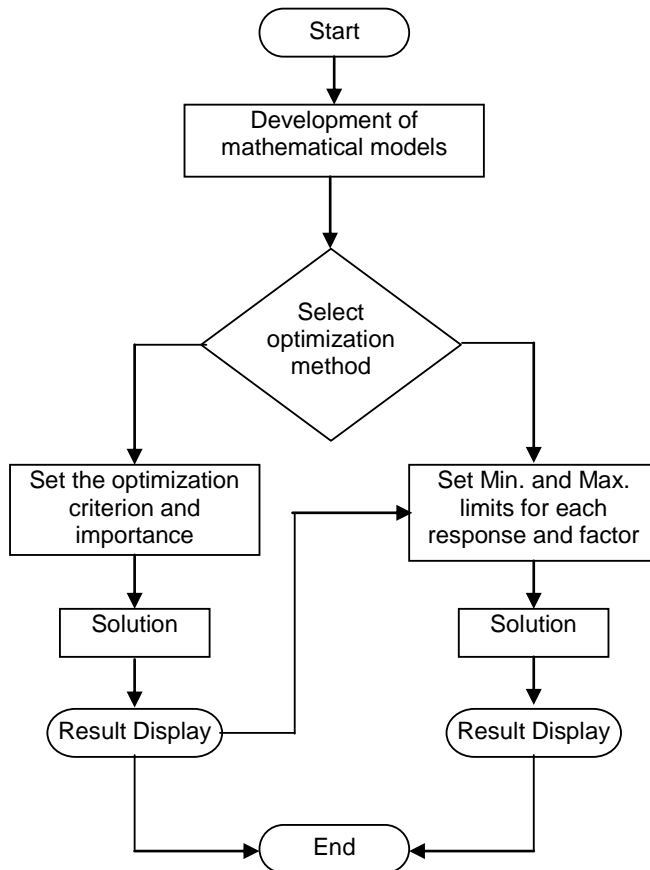 Start
Development of
mathematical models
Select
optimization
method
Set the optimization
criterion and
importance
Set Min. and Max.
limits for each
response and factor
Solution
Solution
Result Display
Result Display
End